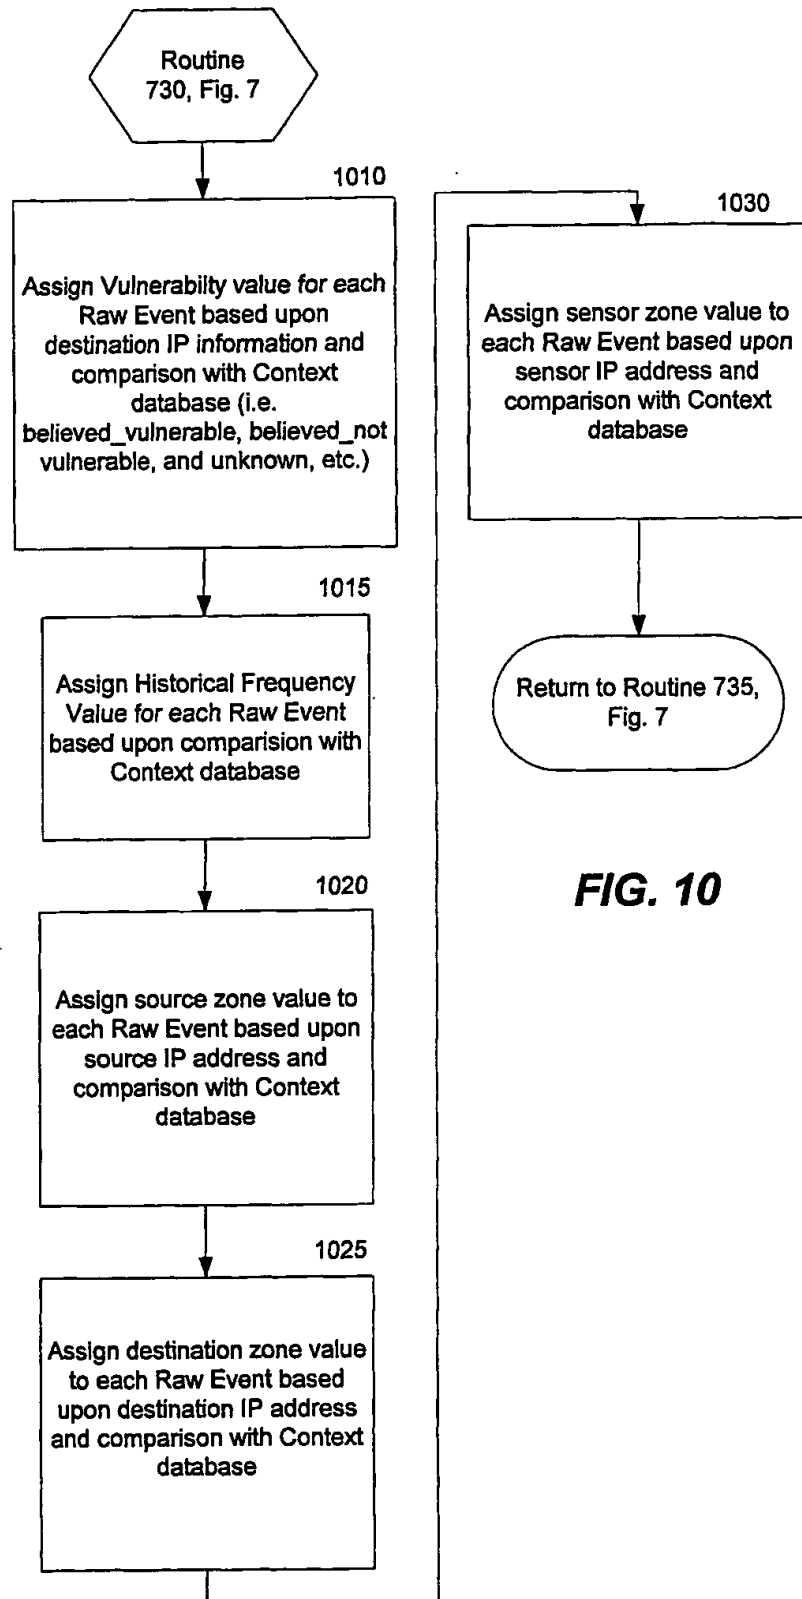 Routine
730, Fig. 7
1010
Assign Vulnerabilty value for each
Raw Event based upon
destination IP information and
comparison with Context
database (i.e.
believed_vulnerable, believed_not
vulnerable, and unknown, etc.)
1015
Assign Historical Frequency
Value for each Raw Event
based upon comparision with
Context database
1020
Assign source zone value to
each Raw Event based upon
source IP address and
comparison with Context
database
1025
Assign destination zone value
to each Raw Event based
upon destination IP address
and comparison with Context
database
1030
Assign sensor zone value to
each Raw Event based upon
sensor IP address and
comparison with Context
database
Return to Routine 735,
Fig. 7
FIG. 10